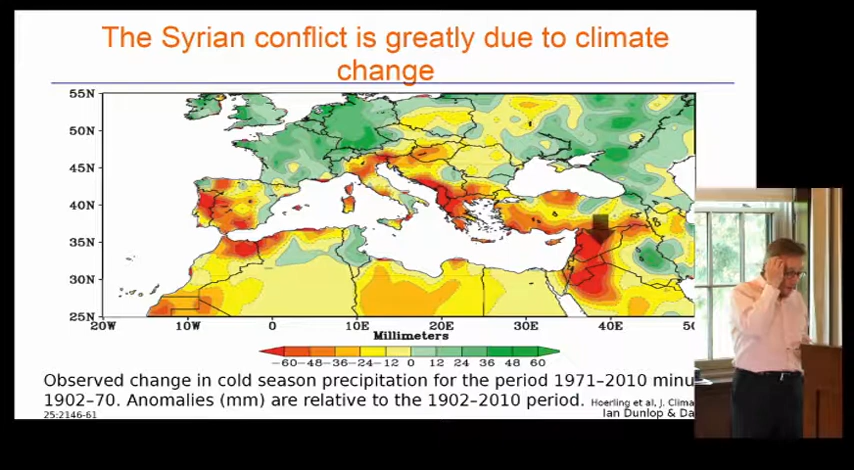 The Syrian conflict is greatly due to climate
change
55N
50N
45N
40N
35N
30N
25N
20W 10W 0 10E 20E 30E 40E 50
Millimeters
-60-48-36-24-12 0 12 24 36 48 60
Observed change in cold season precipitation for the period 1971–2010 minu
1902–70. Anomalies (mm) are relative to the 1902–2010 period. Hoerling et al, J. Clima
25:2146-61 Ian Dunlop & Da